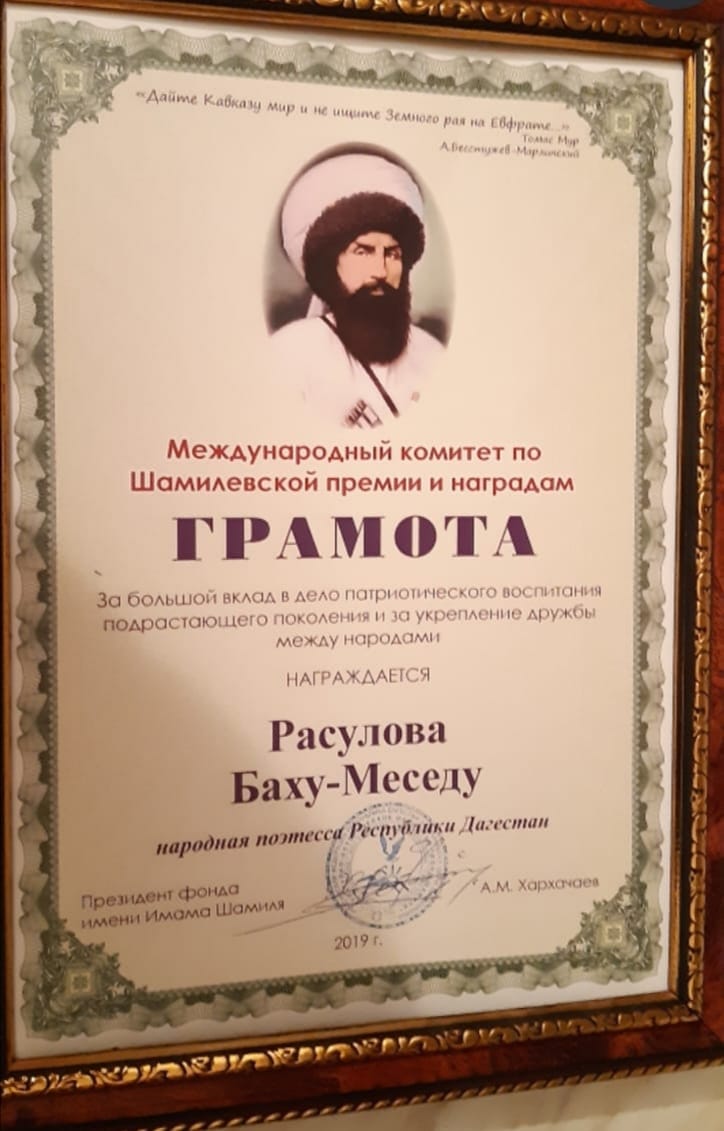 «Дайте Кавказу мир и не ищите Земного рая на Евфрате...»
Томас Мур
А.Бесстужев-Марлинский
Международный комитет по
Шамилевской премии и наградам
ГРАМОТА
За большой вклад в дело патриотического воспитания
подрастающего поколения и за укрепление дружбы
между народами
НАГРАЖДАЕТСЯ
Расулова
Баху-Меседу
народная поэтесса Республики Дагестан
Президент фонда
имени Имама Шамиля
А.М. Хархачаев
2019 г.